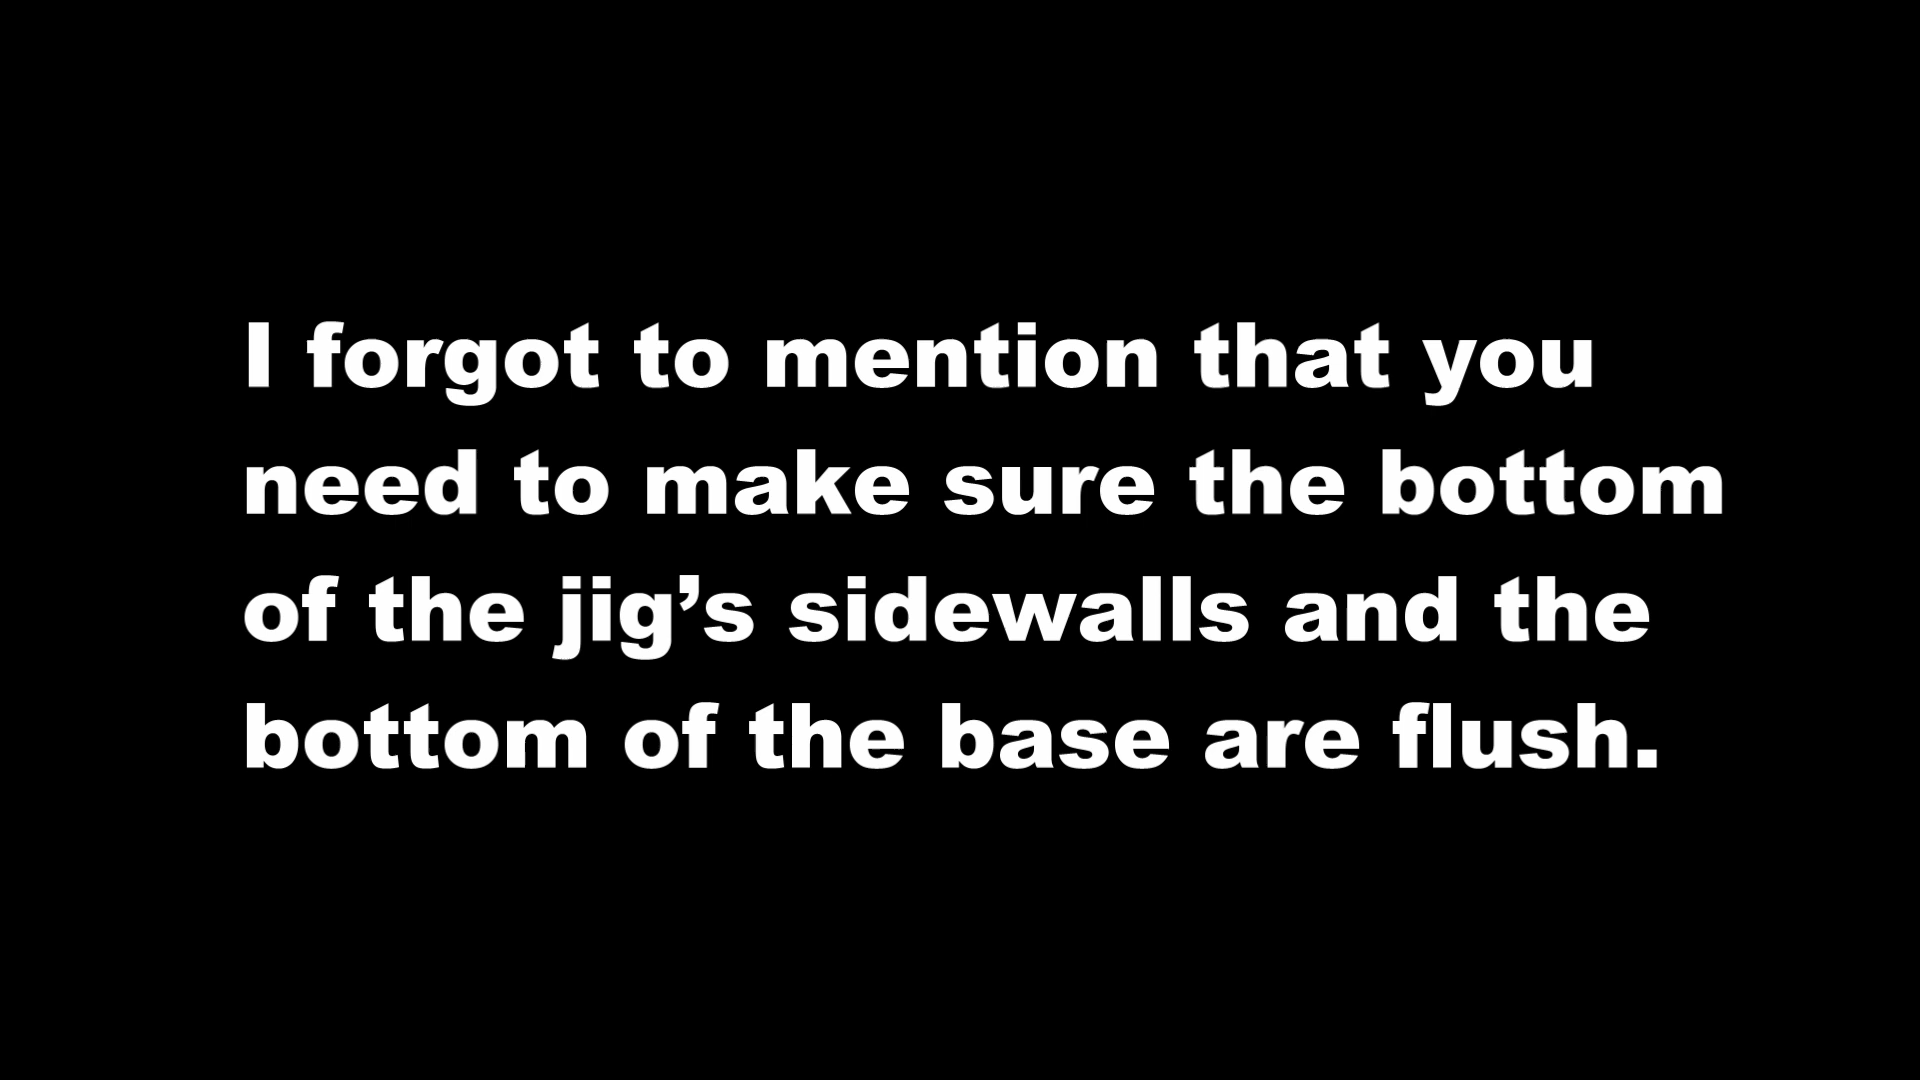 I forgot to mention that you
need to make sure the bottom
of the jig’s sidewalls and the
bottom of the base are flush.